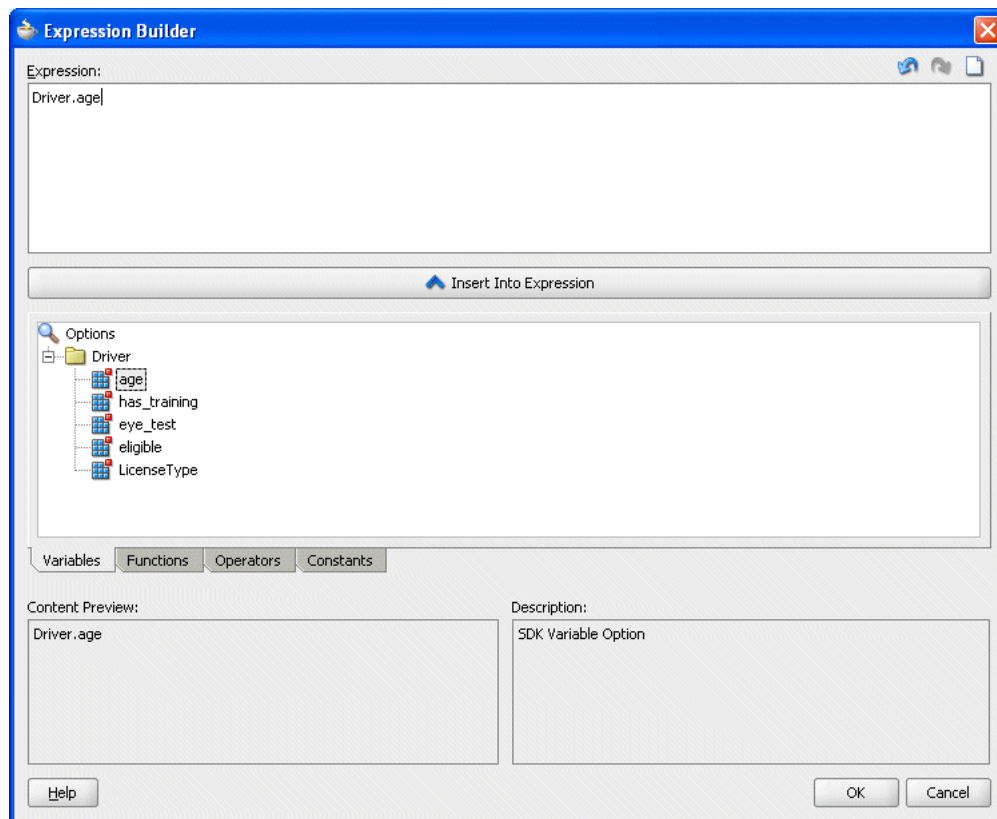 Expression Builder
Expression:
Driver.age
Insert Into Expression
Options
Driver
age
has_training
eye_test
eligible
LicenseType
Variables Functions Operators Constants
Content Preview: Description:
Driver.age SDK Variable Option
Help OK Cancel